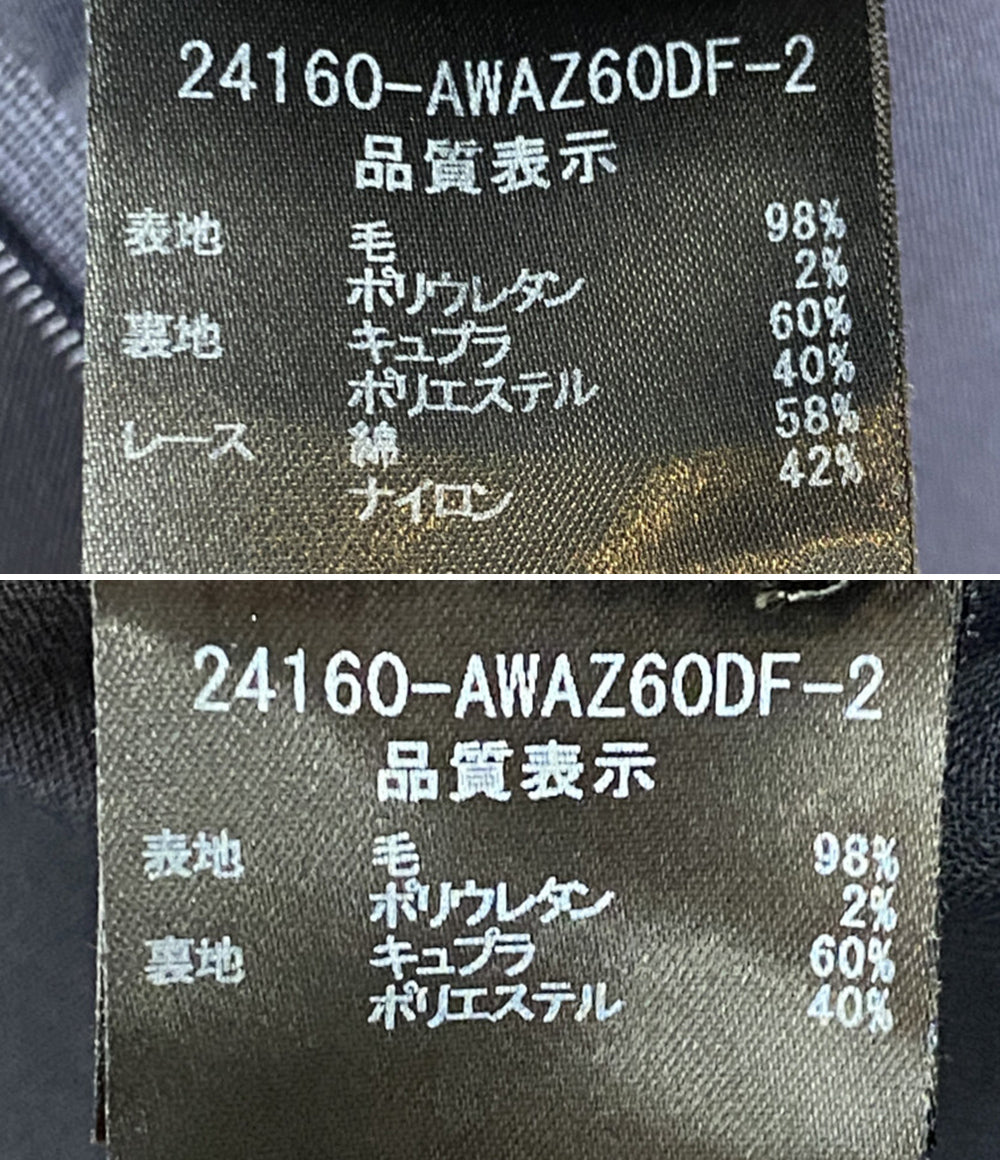 24160-AWAZ60DF-2
品質表示
表地 毛 98%
ポリウレタン 2%
裏地 キュプラ 60%
ポリエステル 40%
レース 綿 58%
ナイロン 42%
24160-AWAZ60DF-2
品質表示
表地 毛 98%
ポリウレタン 2%
裏地 キュプラ 60%
ポリエステル 40%